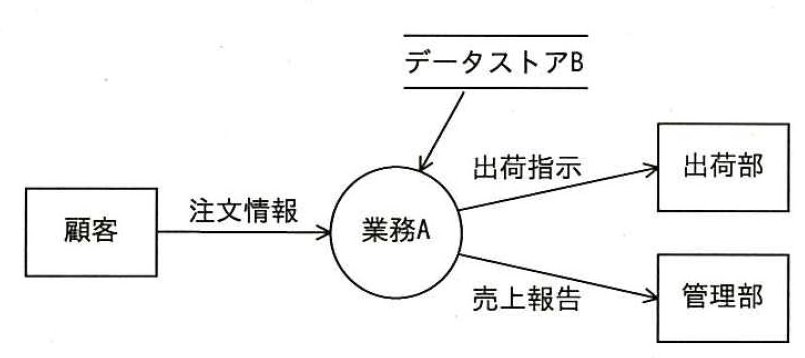 データストアB
出荷指示
出荷部
顧客
注文情報
業務A
売上報告
管理部